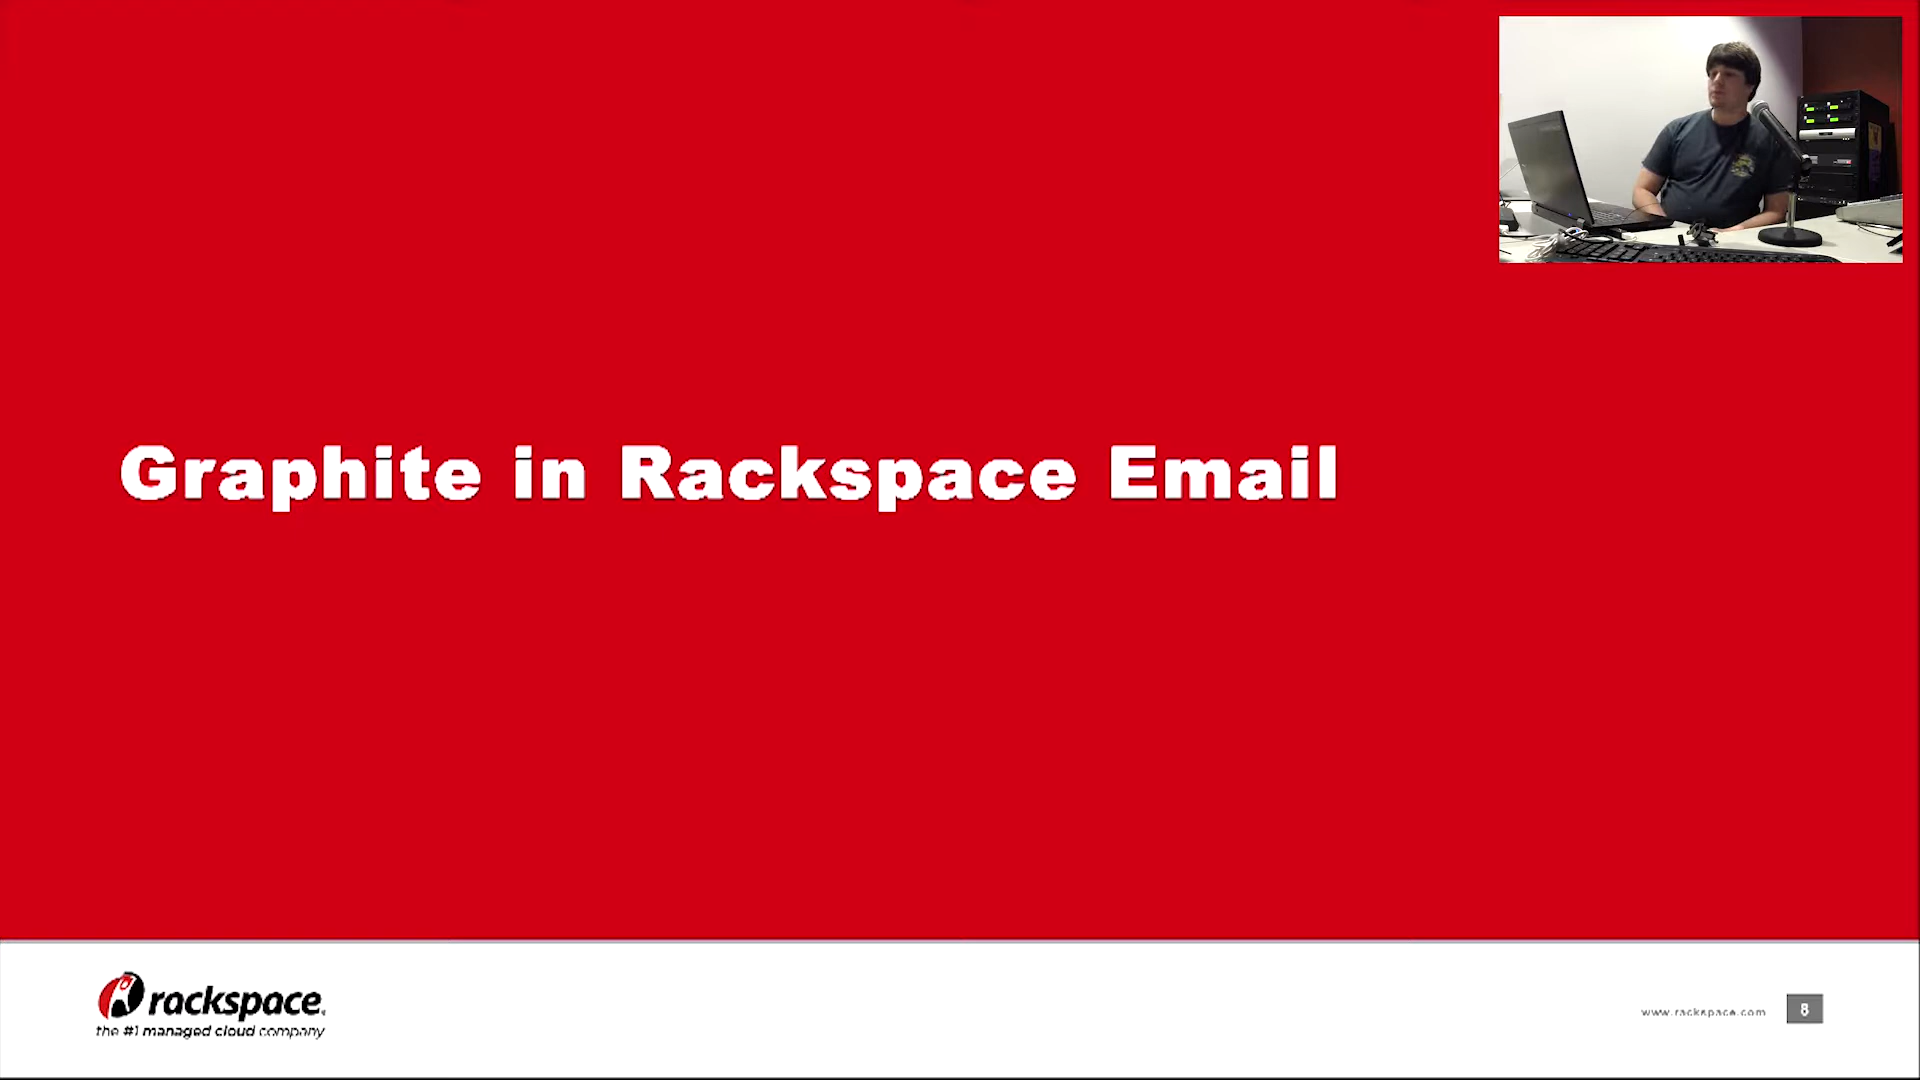 Graphite in Rackspace Email
rackspace.
the #1 managed cloud company
www.rackspace.com
8